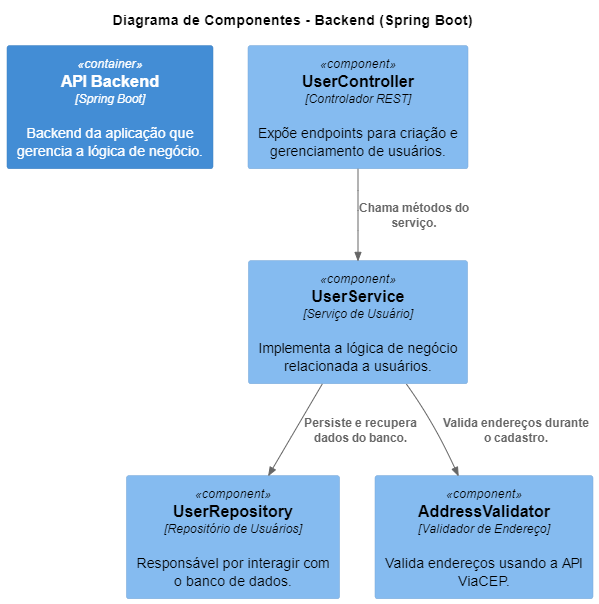 Diagrama de Componentes - Backend (Spring Boot)
«container»
API Backend
[Spring Boot]
Backend da aplicação que
gerencia a lógica de negócio.
«component»
UserController
[Controlador REST]
Expõe endpoints para criação e
gerenciamento de usuários.
Chama métodos do
serviço.
«component»
UserService
[Serviço de Usuário]
Implementa a lógica de negócio
relacionada a usuários.
Persiste e recupera
dados do banco.
Valida endereços durante
o cadastro.
«component»
UserRepository
[Repositório de Usuários]
Responsável por interagir com
o banco de dados.
«component»
AddressValidator
[Validador de Endereço]
Valida endereços usando a API
ViaCEP.